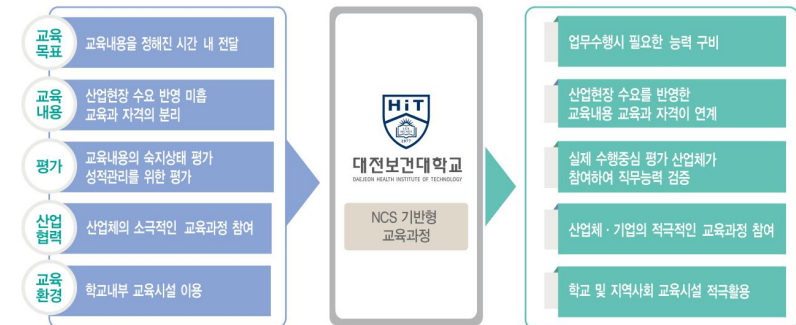 교육
목표
교육내용을 정해진 시간 내 전달
교육
내용
산업현장 수요 반영 미흡
교육과 자격의 분리
평가
교육내용의 숙지상태 평가
성적관리를 위한 평가
산업
협력
산업체의 소극적인 교육과정 참여
교육
환경
학교내부 교육시설 이용
HiT
1977
대전보건대학교
DAEJEON HEALTH INSTITUTE OF TECHNOLOGY
NCS 기반형
교육과정
업무수행시 필요한 능력 구비
산업현장 수요를 반영한
교육내용 교육과 자격이 연계
실제 수행중심 평가 산업체가
참여하여 직무능력 검증
산업체 · 기업의 적극적인 교육과정 참여
학교 및 지역사회 교육시설 적극활용